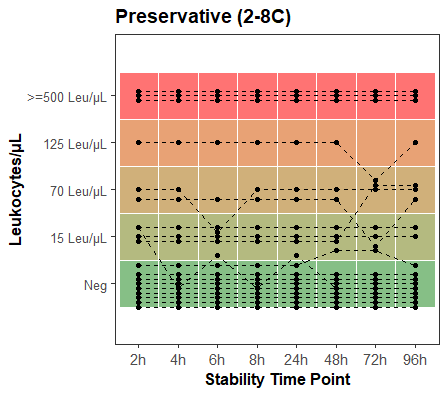 Preservative (2-8C)
Leukocytes/µL
>=500 Leu/µL
125 Leu/µL
70 Leu/µL
15 Leu/µL
Neg
2h 4h 6h 8h 24h 48h 72h 96h
Stability Time Point